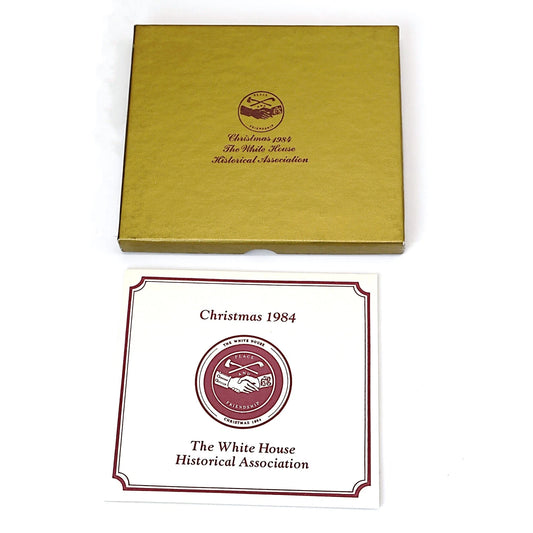 PEACE
FRIENDSHIP
Christmas 1984
The White House
Historical Association
Christmas 1984
THE WHITE HOUSE
PEACE
AND
FRIENDSHIP
CHRISTMAS 1984
The White House
Historical Association